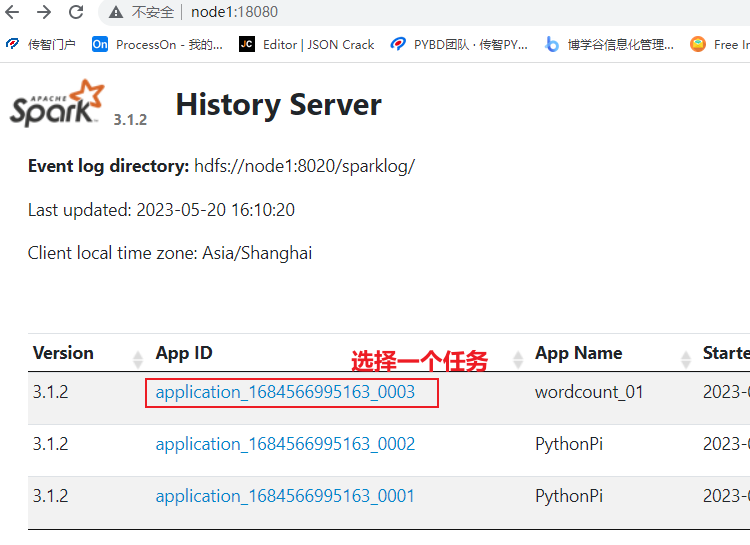 不安全 | node1:18080
传智门户 ProcessOn - 我的... Editor | JSON Crack PYBD团队 · 传智PY... 博学谷信息化管理... Free In
APACHE Spark 3.1.2 History Server
Event log directory: hdfs://node1:8020/sparklog/
Last updated: 2023-05-20 16:10:20
Client local time zone: Asia/Shanghai
选择一个任务
Version App ID App Name Starte
3.1.2 application_1684566995163_0003 wordcount_01 2023-
3.1.2 application_1684566995163_0002 PythonPi 2023-
3.1.2 application_1684566995163_0001 PythonPi 2023-